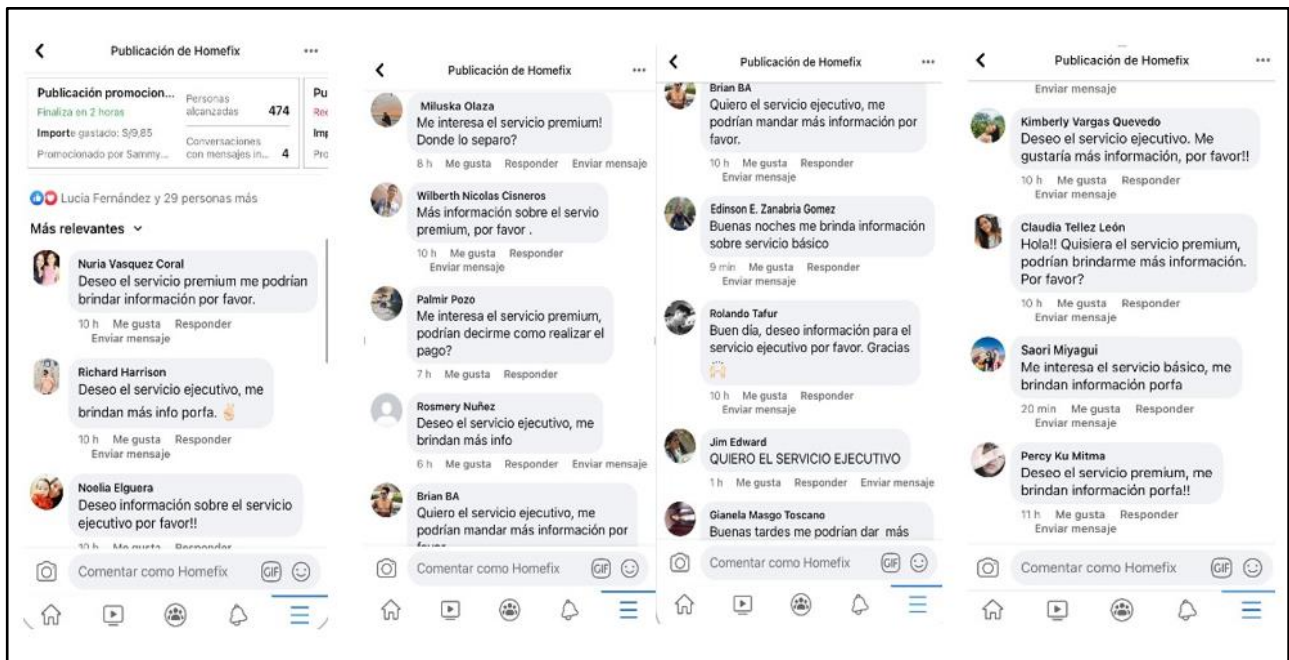 Publicación de Homefix
Publicación promocion...
Finaliza en 2 horas
Importe gastado: S/9,85
Promocionado por Sammy...
Personas
alcanzadas 474
Conversaciones
con mensajes in... 4
Pu
Rec
Imp
Pro
Lucía Fernández y 29 personas más
Más relevantes
Nuria Vasquez Coral
Deseo el servicio premium me podrían
brindar información por favor.
10 h Me gusta Responder
Enviar mensaje
Richard Harrison
Deseo el servicio ejecutivo, me
brindan más info porfa. ✌🏻
10 h Me gusta Responder
Enviar mensaje
Noelia Elguera
Deseo información sobre el servicio
ejecutivo por favor!!
10 h Me gusta Responder
Comentar como Homefix
GIF
Publicación de Homefix
Miluska Olaza
Me interesa el servicio premium!
Donde lo separo?
8 h Me gusta Responder Enviar mensaje
Wilberth Nicolas Cisneros
Más información sobre el servio
premium, por favor .
10 h Me gusta Responder
Enviar mensaje
Palmir Pozo
Me interesa el servicio premium,
podrían decirme como realizar el
pago?
7 h Me gusta Responder
Rosmery Nuñez
Deseo el servicio ejecutivo, me
brindan más info
6 h Me gusta Responder Enviar mensaje
Brian BA
Quiero el servicio ejecutivo, me
podrían mandar más información por
favor.
Comentar como Homefix
GIF
Publicación de Homefix
Brian BA
Quiero el servicio ejecutivo, me
podrían mandar más información por
favor.
10 h Me gusta Responder
Enviar mensaje
Edinson E. Zanabria Gomez
Buenas noches me brinda información
sobre servicio básico
9 min Me gusta Responder
Enviar mensaje
Rolando Tafur
Buen día, deseo información para el
servicio ejecutivo por favor. Gracias
🙌🏻
10 h Me gusta Responder
Enviar mensaje
Jim Edward
QUIERO EL SERVICIO EJECUTIVO
1 h Me gusta Responder Enviar mensaje
Gianela Masgo Toscano
Buenas tardes me podrían dar más
Comentar como Homefix
GIF
Publicación de Homefix
Enviar mensaje
Kimberly Vargas Quevedo
Deseo el servicio ejecutivo. Me
gustaría más información, por favor!!
10 h Me gusta Responder
Enviar mensaje
Claudia Tellez León
Hola!! Quisiera el servicio premium,
podrían brindarme más información.
Por favor?
10 h Me gusta Responder
Enviar mensaje
Saori Miyagui
Me interesa el servicio básico, me
brindan información porfa
20 min Me gusta Responder
Enviar mensaje
Percy Ku Mitma
Deseo el servicio premium, me
brindan información porfa!!
11 h Me gusta Responder
Enviar mensaje
Comentar como Homefix
GIF